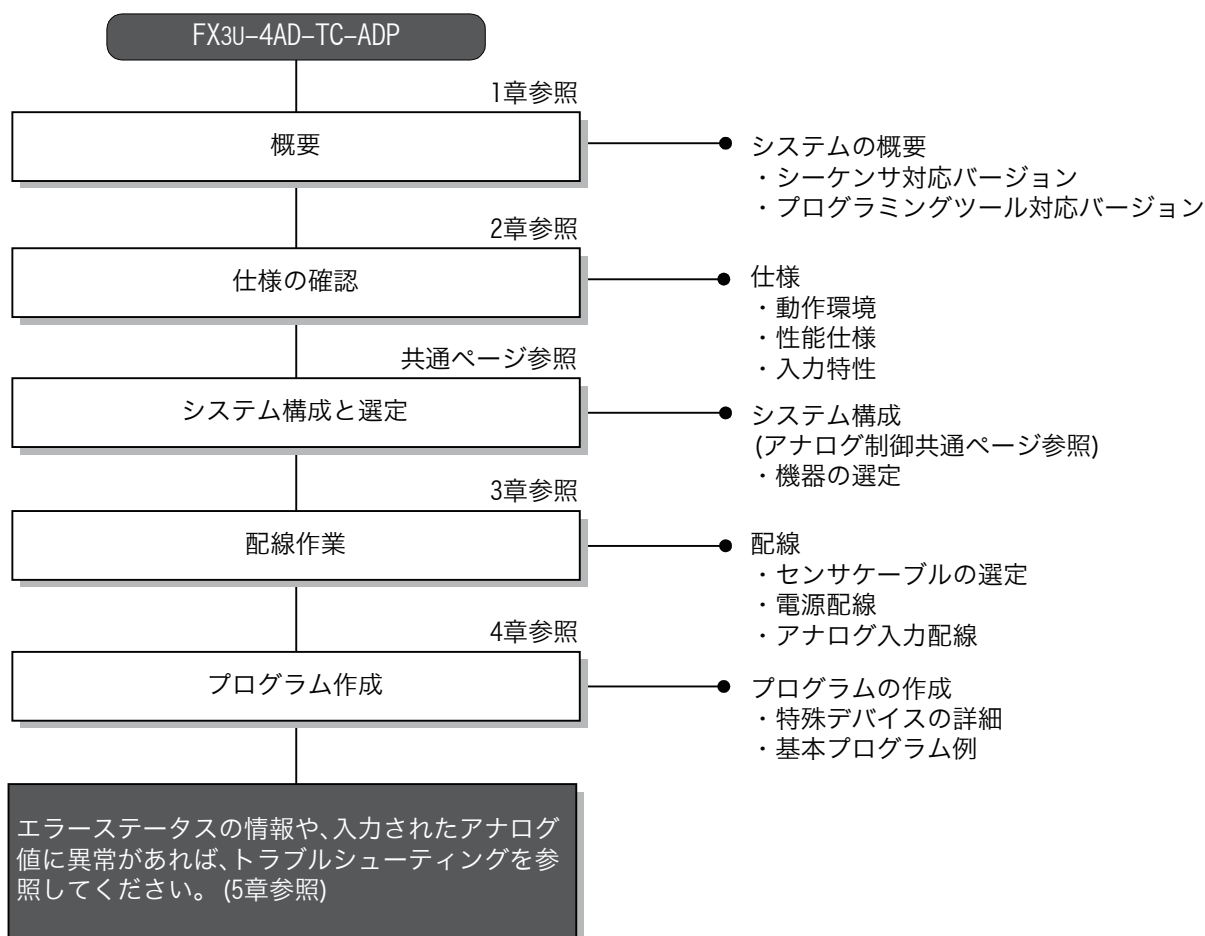 FX3U-4AD-TC-ADP
1章参照
概要
システムの概要
・シーケンサ対応バージョン
・プログラミングツール対応バージョン
2章参照
仕様の確認
仕様
・動作環境
・性能仕様
・入力特性
共通ページ参照
システム構成と選定
システム構成
(アナログ制御共通ページ参照)
・機器の選定
3章参照
配線作業
配線
・センサケーブルの選定
・電源配線
・アナログ入力配線
4章参照
プログラム作成
プログラムの作成
・特殊デバイスの詳細
・基本プログラム例
エラーステータスの情報や、入力されたアナログ
値に異常があれば、トラブルシューティングを参
照してください。 (5章参照)